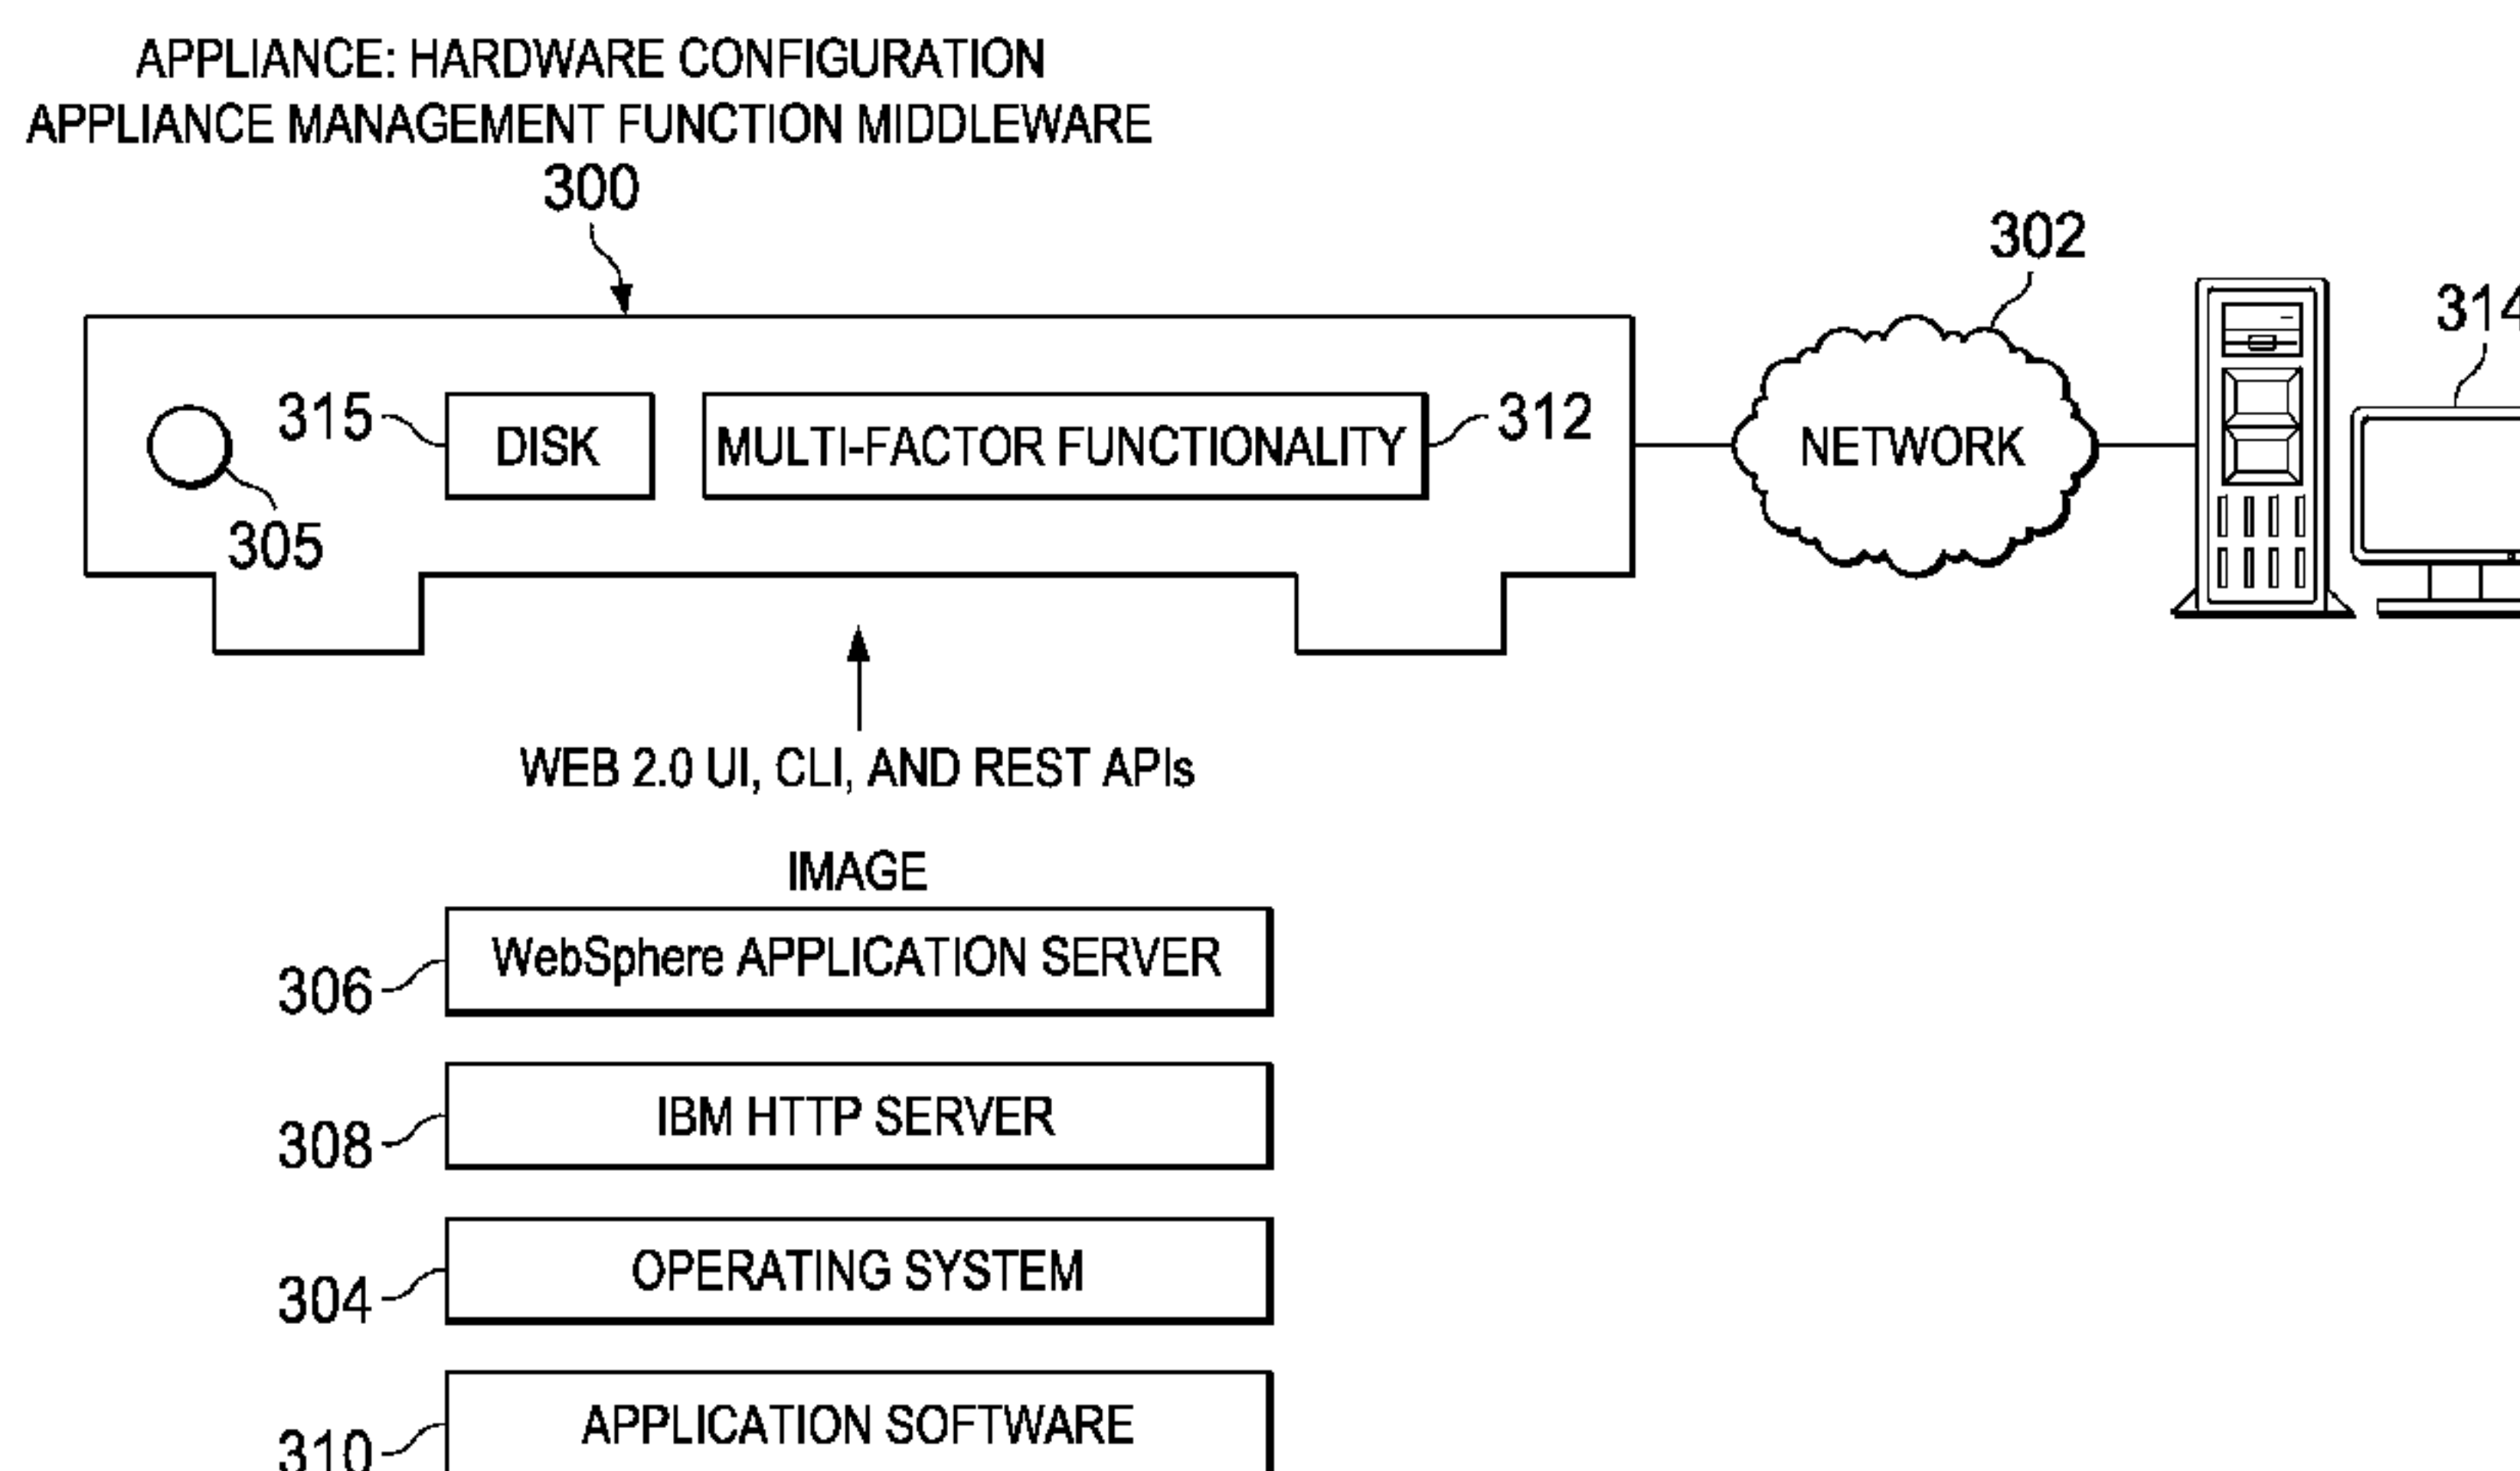 APPLIANCE: HARDWARE CONFIGURATION
APPLIANCE MANAGEMENT FUNCTION MIDDLEWARE
300
302
314
315
DISK
MULTI-FACTOR FUNCTIONALITY
312
NETWORK
305
WEB 2.0 UI, CLI, AND REST APIs
IMAGE
WebSphere APPLICATION SERVER
306
IBM HTTP SERVER
308
OPERATING SYSTEM
304
APPLICATION SOFTWARE
310